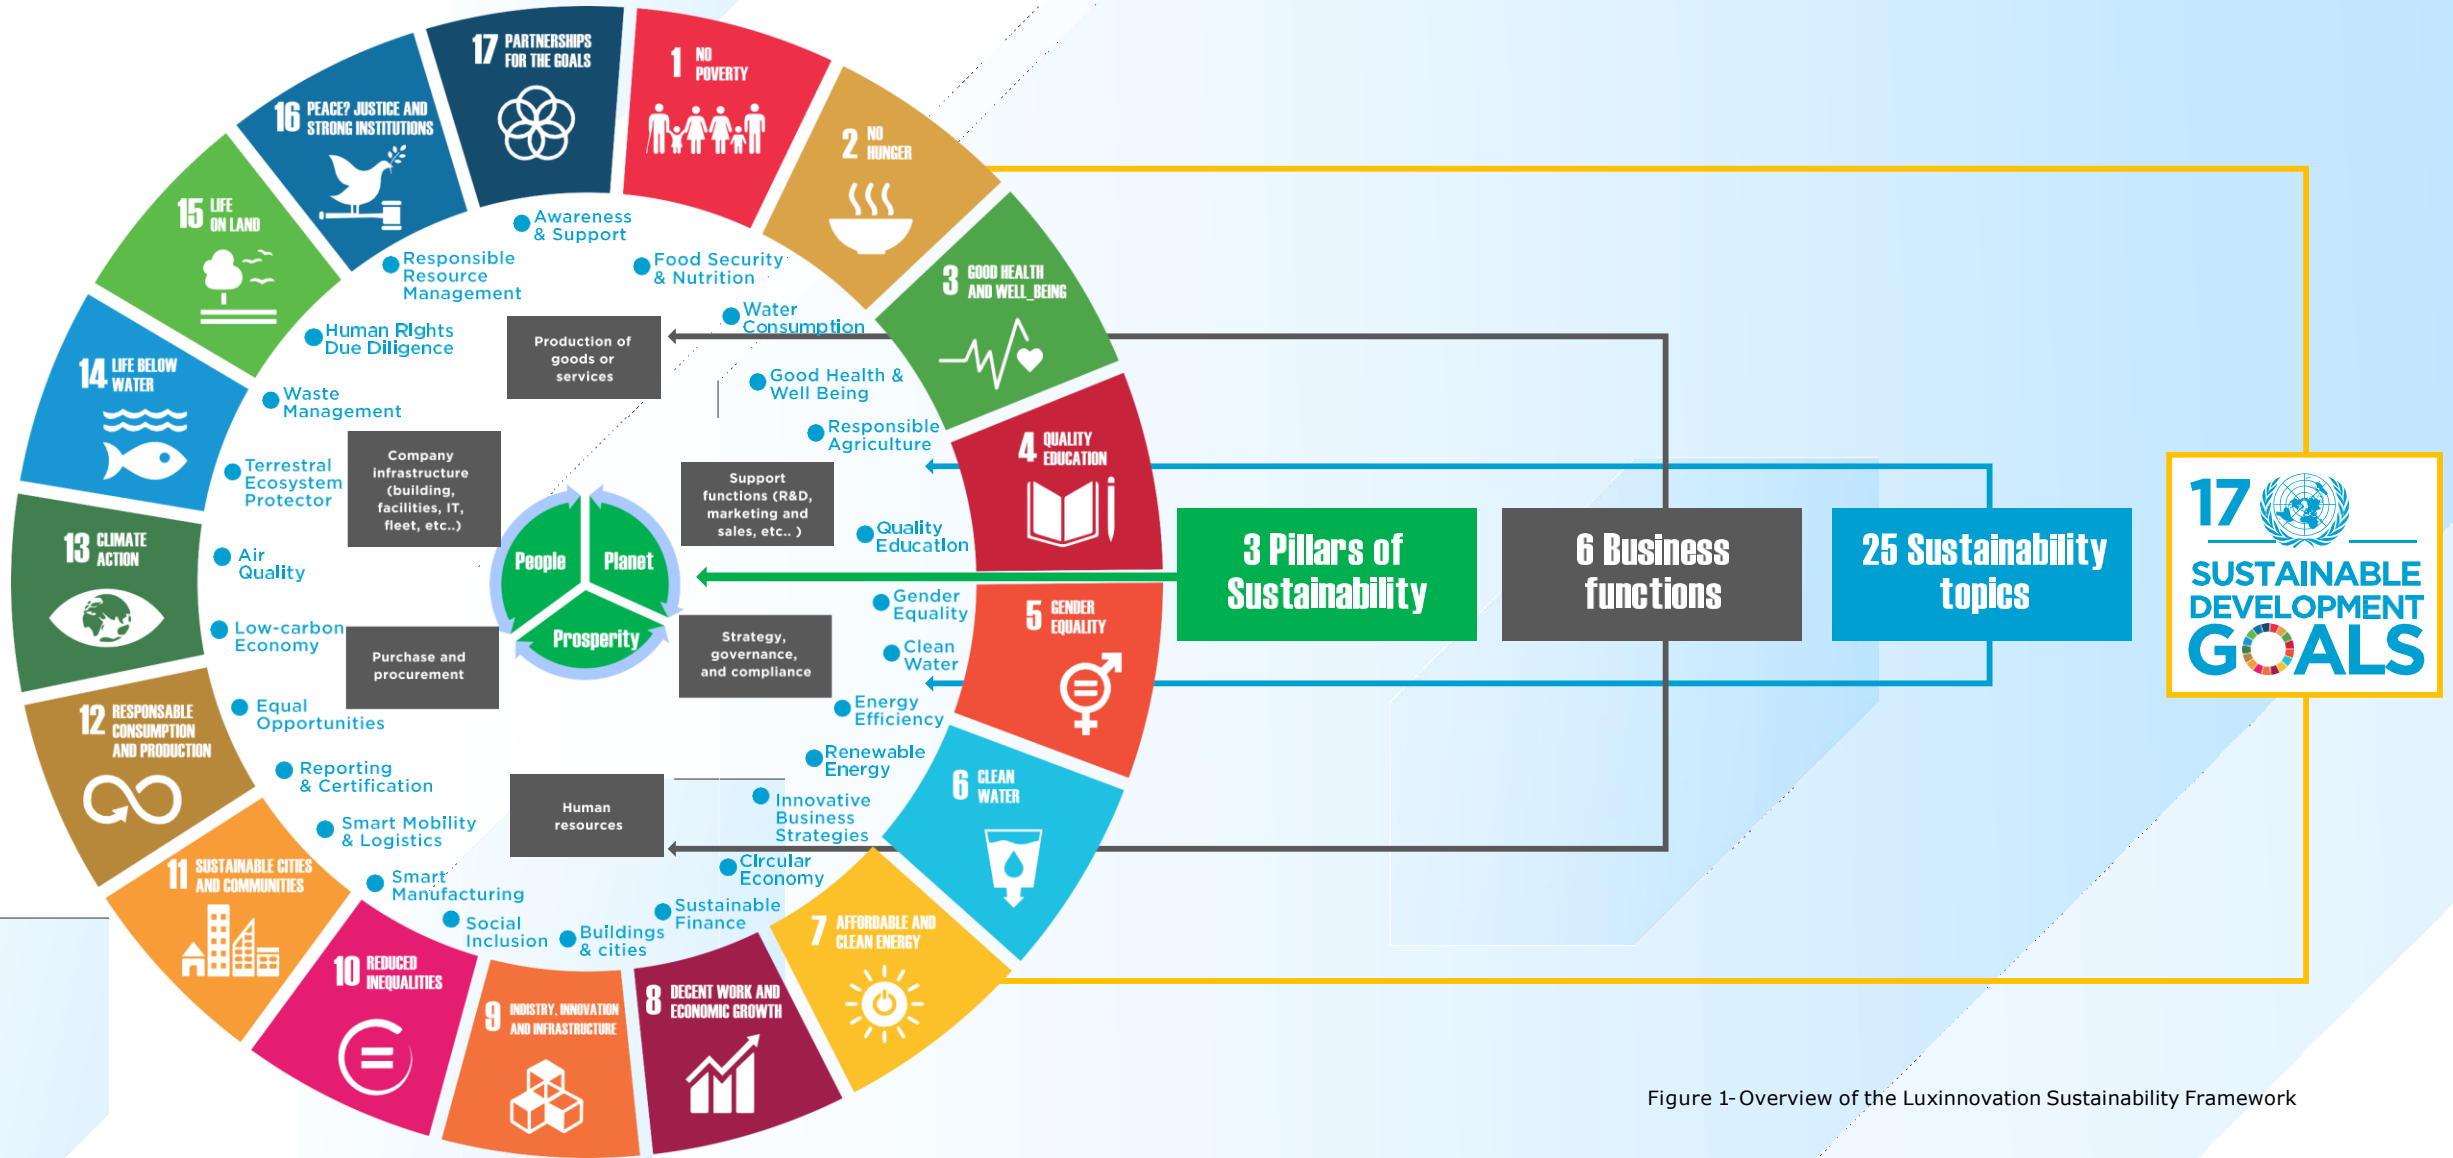 17 PARTNERSHIPS
FOR THE GOALS
1 NO
POVERTY
2 NO
HUNGER
3 GOOD HEALTH
AND WELL_BEING
4 QUALITY
EDUCATION
5 GENDER
EQUALITY
6 CLEAN
WATER
7 AFFORDABLE AND
CLEAN ENERGY
8 DECENT WORK AND
ECONOMIC GROWTH
9 INDISTRY, INNOVATION
AND INFRASTRUCTURE
10 REDUCED
INEQUALITIES
11 SUSTAINABLE CITIES
AND COMMUNITIES
12 RESPONSABLE
CONSUMPTION
AND PRODUCTION
13 CLIMATE
ACTION
14 LIFE BELOW
WATER
15 LIFE
ON LAND
16 PEACE? JUSTICE AND
STRONG INSTITUTIONS
Awareness
& Support
Food Security
& Nutrition
Water
Consumption
Good Health &
Well Being
Responsible
Agriculture
Quality
Education
Gender
Equality
Clean
Water
Energy
Efficiency
Renewable
Energy
Innovative
Business
Strategies
CIrcular
Economy
Sustainable
Finance
Buildings
& cities
Social
Inclusion
Smart
Manufacturing
Smart Mobility
& Logistics
Reporting
& Certification
Equal
Opportunities
Low-carbon
Economy
Air
Quality
Terrestral
Ecosystem
Protector
Waste
Management
Human RIghts
Due Diligence
Responsible
Resource
Management
Production of
goods or
services
Company
infrastructure
(building,
facilities, IT,
fleet, etc..)
Support
functions (R&D,
marketing and
sales, etc.. )
Purchase and
procurement
Strategy,
governance,
and compliance
Human
resources
People
Planet
Prosperity
3 Pillars of
Sustainability
6 Business
functions
25 Sustainability
topics
17
SUSTAINABLE
DEVELOPMENT
GOALS
Figure 1-Overview of the Luxinnovation Sustainability Framework